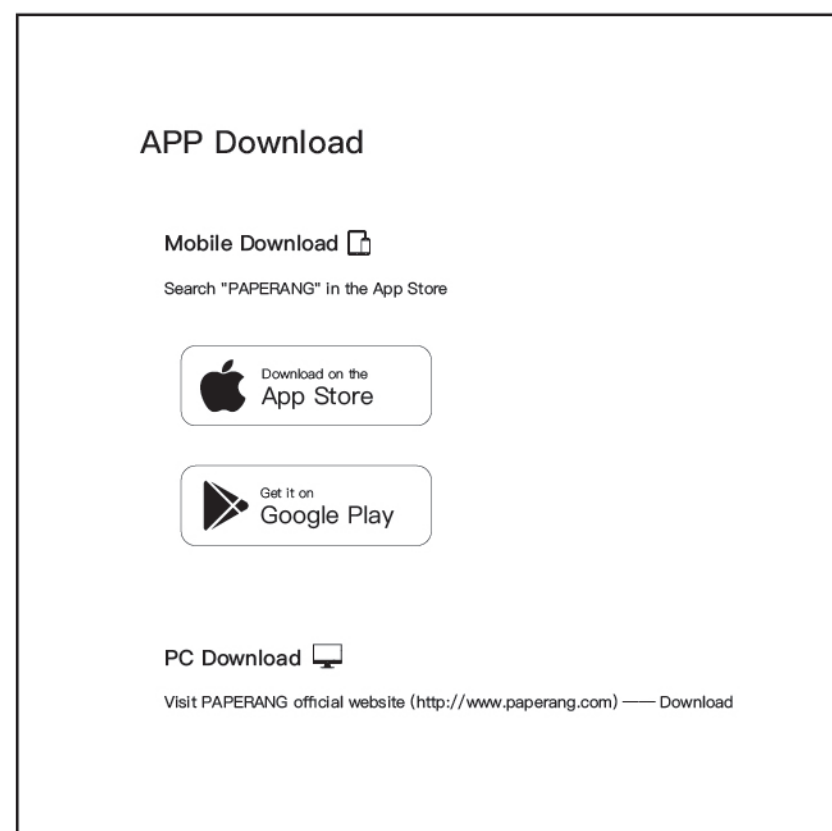 APP Download
Mobile Download
Search "PAPERANG" in the App Store
Download on the
App Store
Get it on
Google Play
PC Download
Visit PAPERANG official website (http://www.paperang.com) —— Download